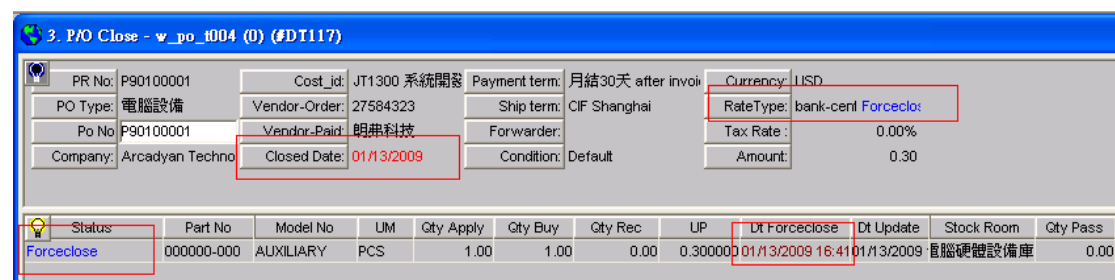 3. P/O Close - w_po_t004 (0) (#DT117)
PR No: P90100001 Cost_id: JT1300 系統開發 Payment term: 月結30天 after invoi Currency: USD
PO Type: 電腦設備 Vendor-Order: 27584323 Ship term: CIF Shanghai RateType: bank-cent Forceclos
Po No P90100001 Vendor-Paid: 明弗科技 Forwarder: Tax Rate : 0.00%
Company: Arcadyan Techno Closed Date: 01/13/2009 Condition: Default Amount: 0.30
Status Part No Model No UM Qty Apply Qty Buy Qty Rec UP Dt Forceclose Dt Update Stock Room Qty Pass
Forceclose 000000-000 AUXILIARY PCS 1.00 1.00 0.00 0.300000 01/13/2009 16:41 01/13/2009 電腦硬體設備庫 0.00